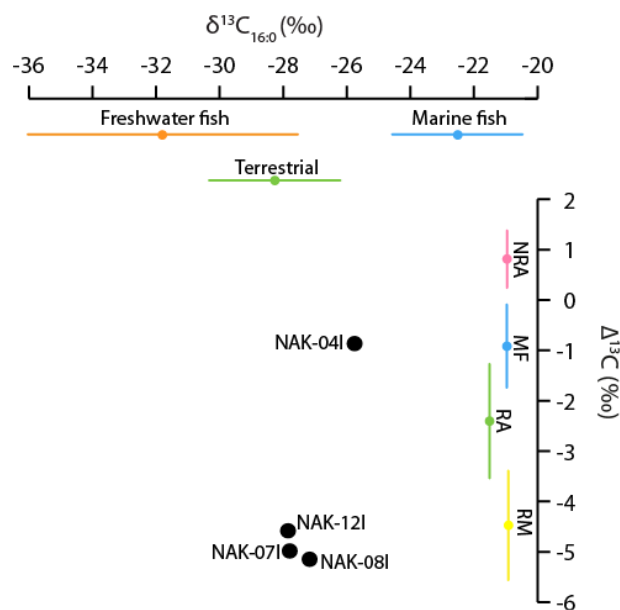 δ¹³C₁₆:₀ (‰)
-36 -34 -32 -30 -28 -26 -24 -22 -20
Freshwater fish
Marine fish
Terrestrial
2
1
0
-1
-2
-3
-4
-5
-6
NRA
MF
RA
RM
Δ¹³C (‰)
NAK-04I
NAK-12I
NAK-07I
NAK-08I